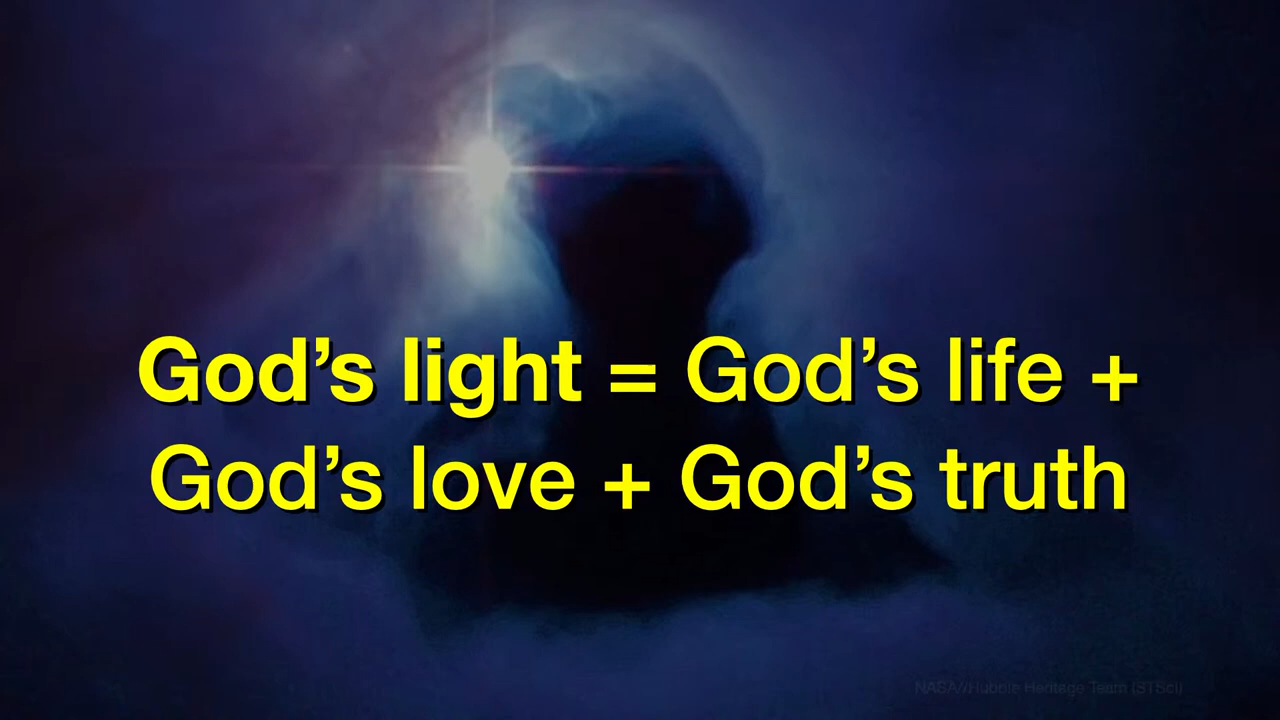 God’s light = God’s life +
God’s love + God’s truth
NASA//Hubble Heritage Team (STScI)